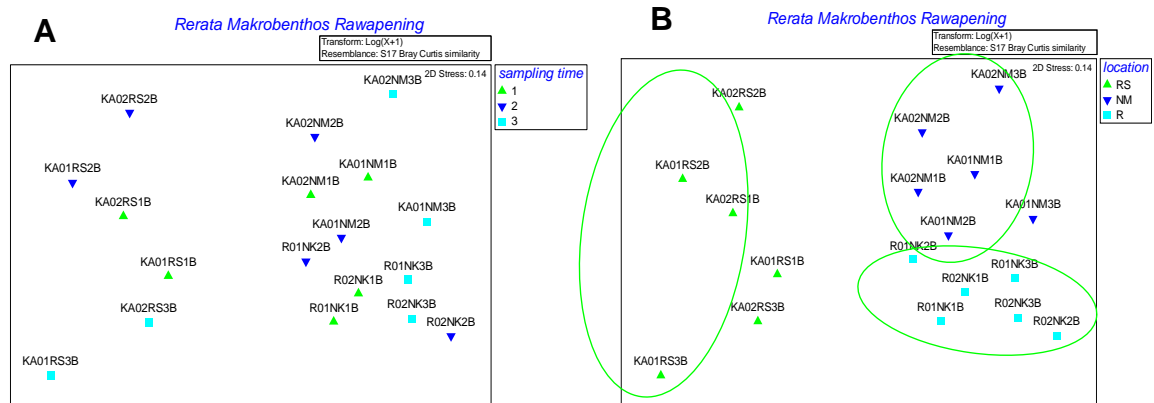 A
Rerata Makrobenthos Rawapening
Transform: Log(X+1)
Resemblance: S17 Bray Curtis similarity
2D Stress: 0.14
sampling time
1
2
3
KA02NM3B
KA02RS2B
KA02NM2B
KA01RS2B
KA01NM1B
KA02NM1B
KA02RS1B
KA01NM3B
KA01NM2B
R01NK2B
KA01RS1B
R01NK3B
R02NK1B
KA02RS3B
R01NK1B
R02NK3B
R02NK2B
KA01RS3B
B
Rerata Makrobenthos Rawapening
Transform: Log(X+1)
Resemblance: S17 Bray Curtis similarity
2D Stress: 0.14
location
RS
NM
R
KA02NM3B
KA02RS2B
KA02NM2B
KA01RS2B
KA01NM1B
KA02NM1B
KA02RS1B
KA01NM3B
KA01NM2B
R01NK2B
KA01RS1B
R01NK3B
R02NK1B
KA02RS3B
R01NK1B
R02NK3B
R02NK2B
KA01RS3B